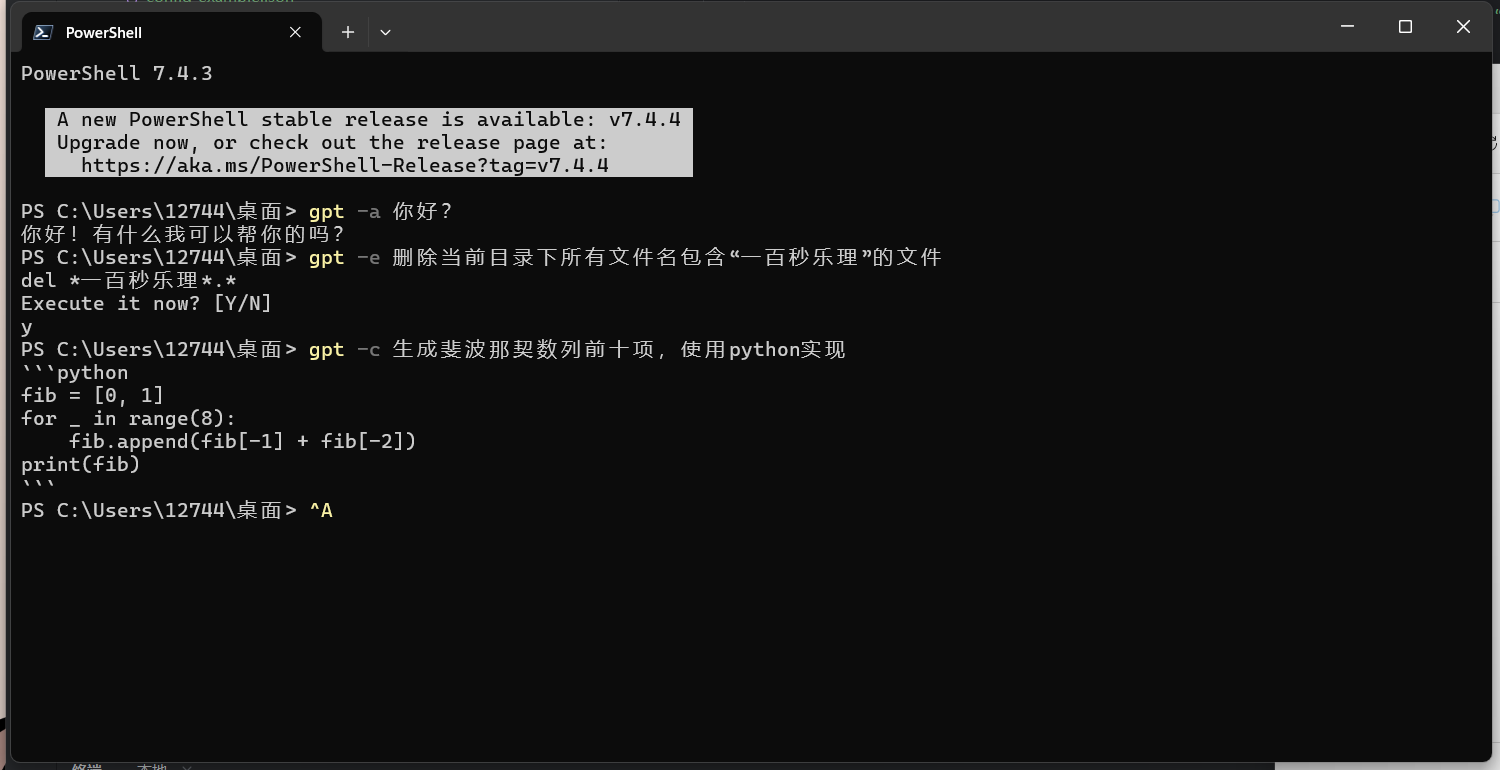 PowerShell
PowerShell 7.4.3
A new PowerShell stable release is available: v7.4.4
Upgrade now, or check out the release page at:
https://aka.ms/PowerShell-Release?tag=v7.4.4
PS C:\Users\12744\桌面> gpt -a 你好?
你好！有什么我可以帮你的吗？
PS C:\Users\12744\桌面> gpt -e 删除当前目录下所有文件名包含“一百秒乐理”的文件
del *一百秒乐理*.*
Execute it now? [Y/N]
y
PS C:\Users\12744\桌面> gpt -c 生成斐波那契数列前十项，使用python实现
```python
fib = [0, 1]
for _ in range(8):
    fib.append(fib[-1] + fib[-2])
print(fib)
```
PS C:\Users\12744\桌面> ^A